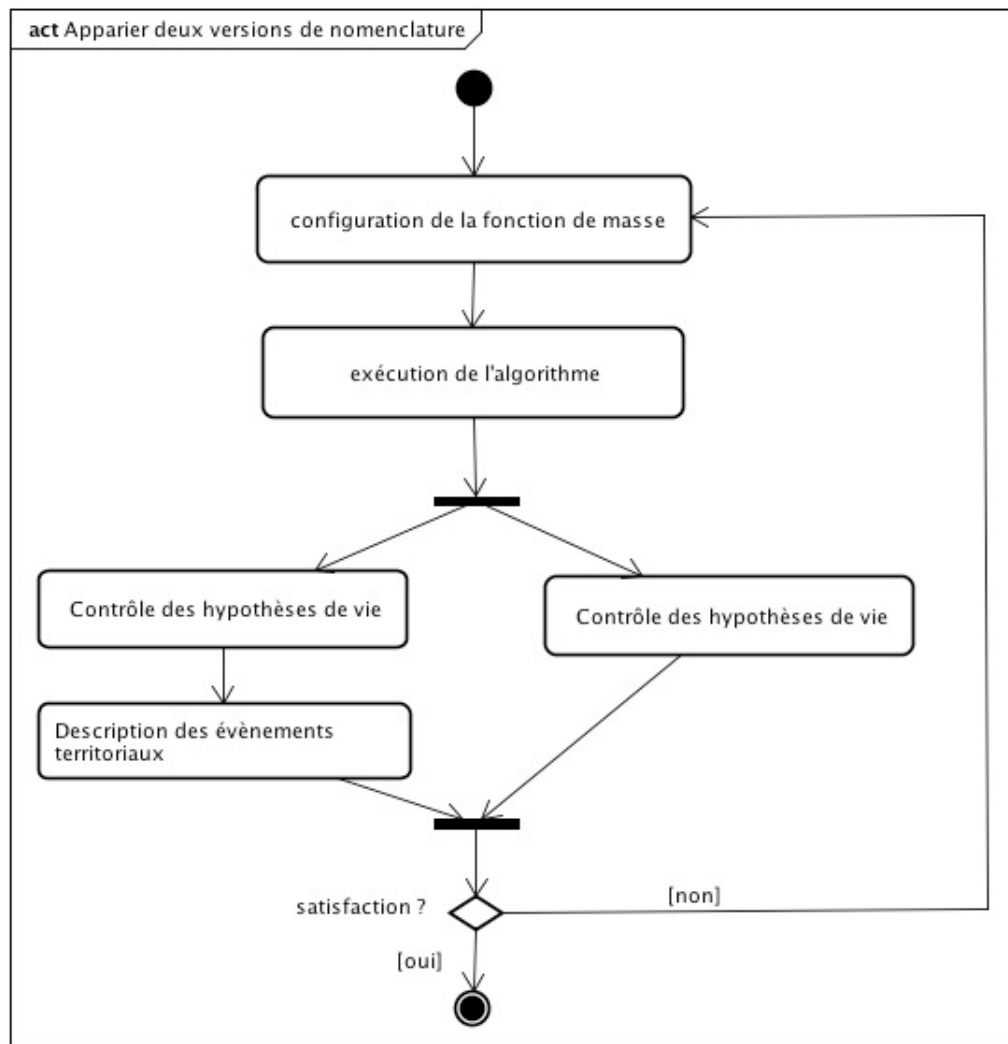 act Apparier deux versions de nomenclature
configuration de la fonction de masse
exécution de l'algorithme
Contrôle des hypothèses de vie
Contrôle des hypothèses de vie
Description des évènements
territoriaux
satisfaction ?
[non]
[oui]